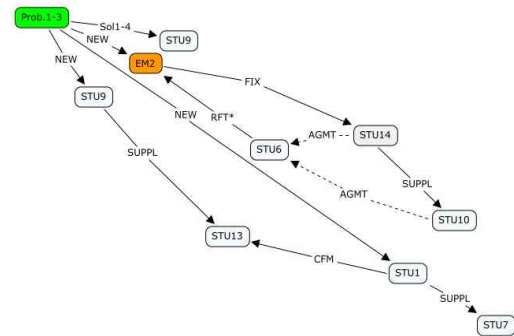 Prob.1-3
Sol1-4
STU9
NEW
NEW
EM2
STU9
FIX
NEW
RFT*
AGMT
STU14
STU6
SUPPL
SUPPL
AGMT
STU10
STU13
CFM
STU1
SUPPL
STU7